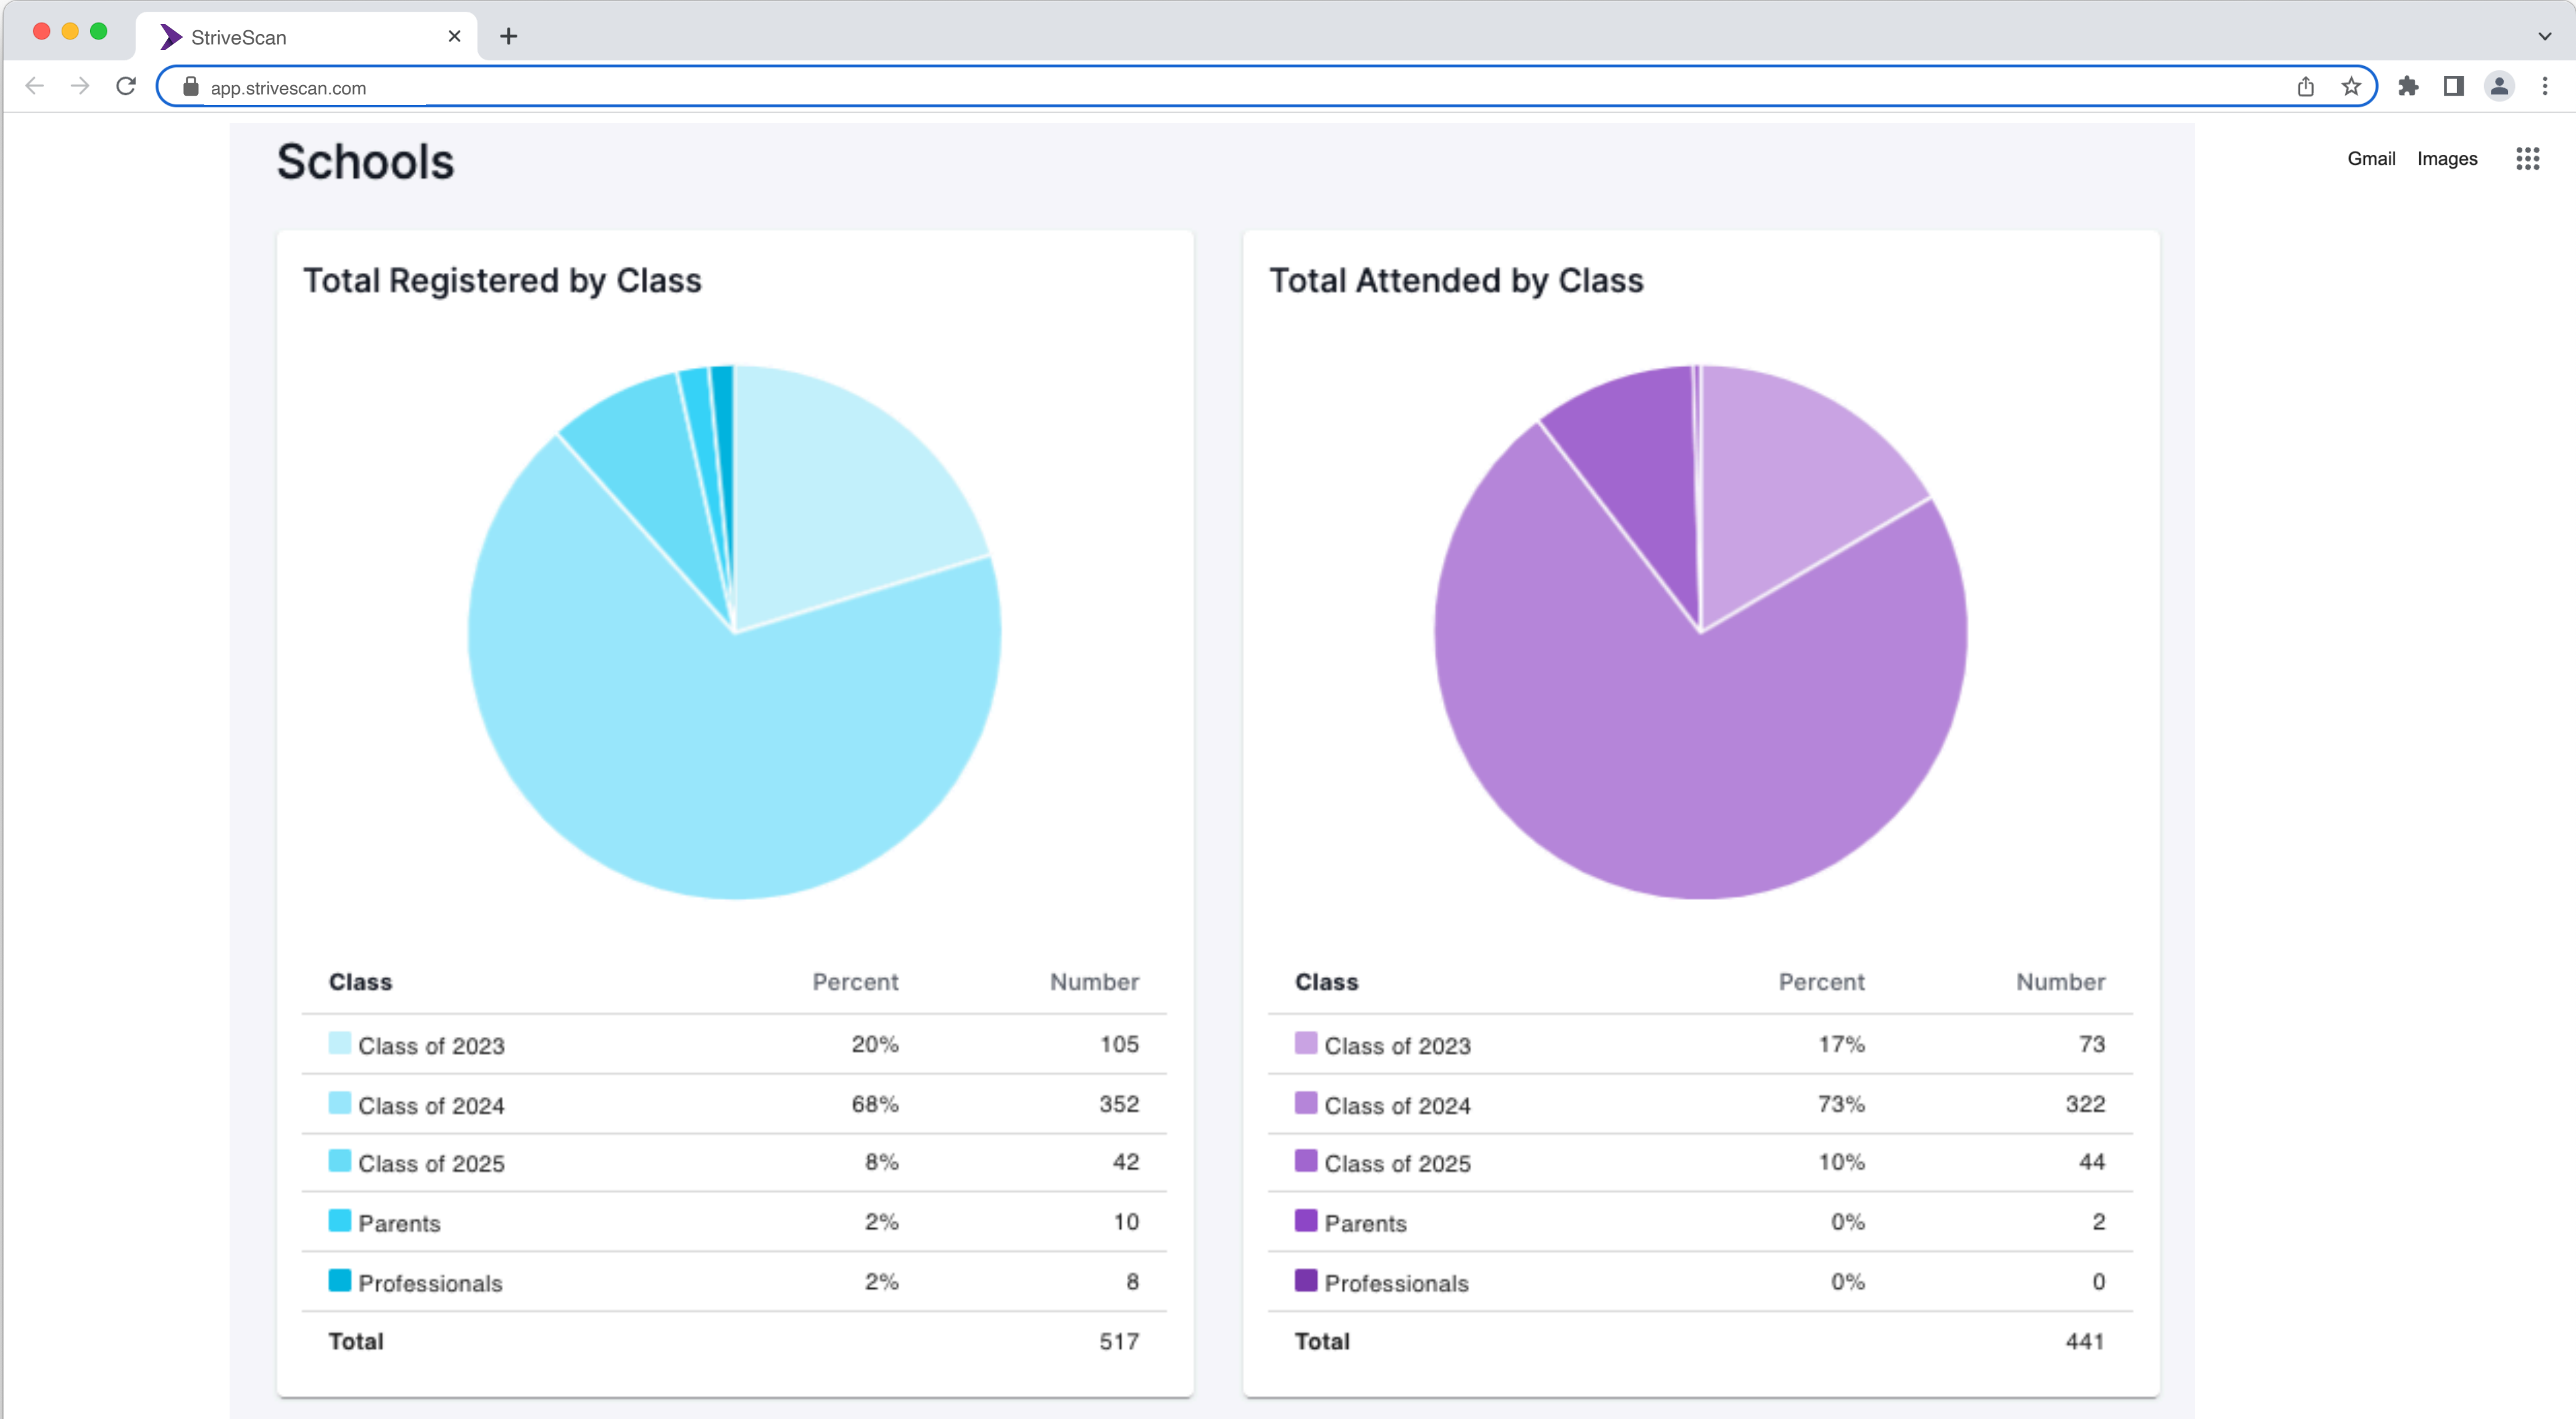 StriveScan
app.strivescan.com
Gmail Images
Schools
Total Registered by Class
Class Percent Number
Class of 2023 20% 105
Class of 2024 68% 352
Class of 2025 8% 42
Parents 2% 10
Professionals 2% 8
Total 517
Total Attended by Class
Class Percent Number
Class of 2023 17% 73
Class of 2024 73% 322
Class of 2025 10% 44
Parents 0% 2
Professionals 0% 0
Total 441